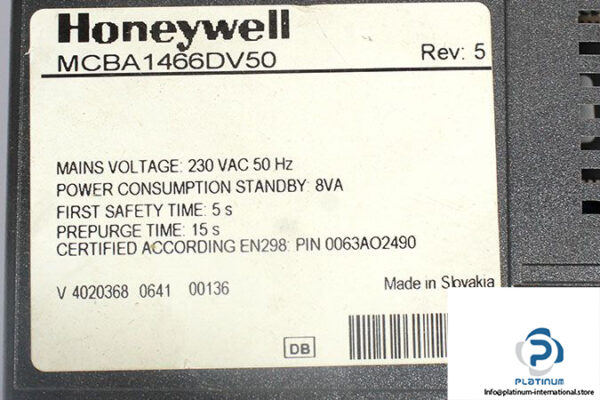 Honeywell
MCBA1466DV50 Rev: 5
MAINS VOLTAGE: 230 VAC 50 Hz
POWER CONSUMPTION STANDBY: 8VA
FIRST SAFETY TIME: 5 s
PREPURGE TIME: 15 s
CERTIFIED ACCORDING EN298: PIN 0063AO2490
V 4020368 0641 00136 Made in Slovakia
DB
PLATINUM
Info@platinum-international.store